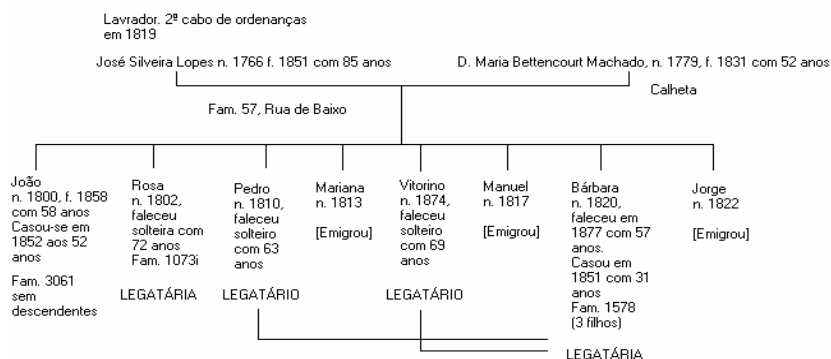 Lavrador. 2º cabo de ordenanças
em 1819
José Silveira Lopes n. 1766 f. 1851 com 85 anos
D. Maria Bettencourt Machado, n. 1779, f. 1831 com 52 anos
Calheta
Fam. 57, Rua de Baixo
João
n. 1800, f. 1858
com 58 anos
Casou-se em
1852 aos 52
anos
Fam. 3061
sem
descendentes
Rosa
n. 1802,
faleceu
solteira com
72 anos
Fam. 1073i
LEGATÁRIA
Pedro
n. 1810,
faleceu
solteiro
com 63
anos
LEGATÁRIO
Mariana
n. 1813
[Emigrou]
Vitorino
n. 1874,
faleceu
solteiro
com 69
anos
LEGATÁRIO
Manuel
n. 1817
[Emigrou]
Bárbara
n. 1820,
faleceu em
1877 com 57
anos.
Casou em
1851 com 31
anos
Fam. 1578
(3 filhos)
LEGATÁRIA
Jorge
n. 1822
[Emigrou]